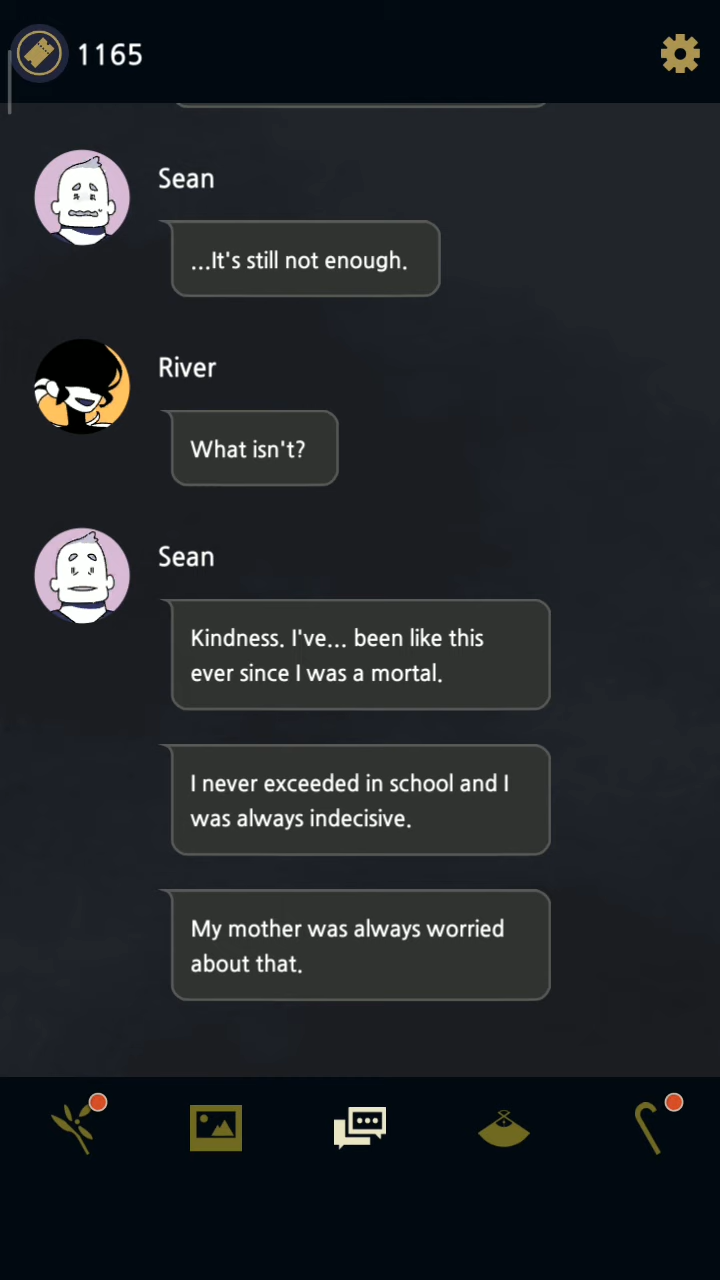 1165
Sean
...It's still not enough.
River
What isn't?
Sean
Kindness. I've... been like this
ever since I was a mortal.
I never exceeded in school and I
was always indecisive.
My mother was always worried
about that.